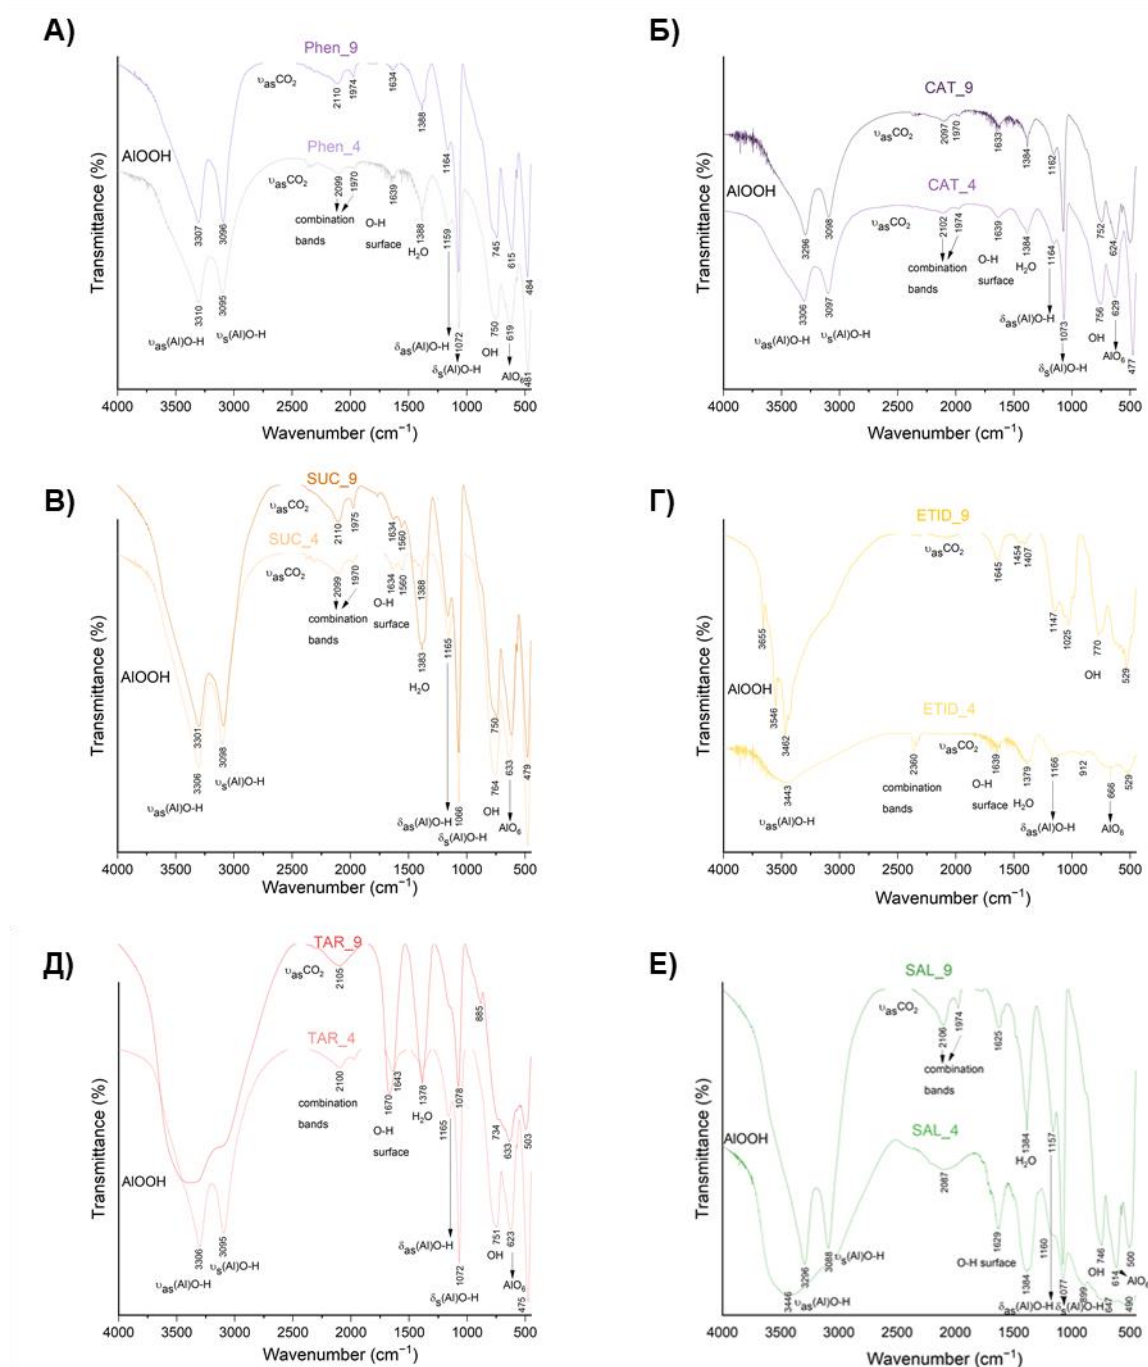 А)
Phen_9
υasCO₂
2110
1974
1634
1388
1164
AlOOH
Phen_4
υasCO₂
2099
1970
1639
1388
1159
combination
bands
O-H
surface
H₂O
3307
3096
745
615
484
3310
3095
750
619
481
1072
υas(Al)O-H
υs(Al)O-H
δas(Al)O-H
δs(Al)O-H
OH
AlO₆
Transmittance (%)
4000 3500 3000 2500 2000 1500 1000 500
Wavenumber (cm⁻¹)
Б)
CAT_9
υasCO₂
2097
1970
1633
1384
1162
AlOOH
CAT_4
υasCO₂
2102
1974
1639
1384
1164
combination
bands
O-H
surface
H₂O
3296
3098
752
624
3306
3097
756
629
477
1073
υas(Al)O-H
υs(Al)O-H
δas(Al)O-H
δs(Al)O-H
OH
AlO₆
Transmittance (%)
4000 3500 3000 2500 2000 1500 1000 500
Wavenumber (cm⁻¹)
В)
SUC_9
υasCO₂
2110
1975
1634
1560
1388
SUC_4
υasCO₂
2099
1970
1634
1560
1383
1165
combination
bands
O-H
surface
H₂O
AlOOH
3301
3098
750
633
479
3306
764
1066
υas(Al)O-H
υs(Al)O-H
δas(Al)O-H
δs(Al)O-H
OH
AlO₆
Transmittance (%)
4000 3500 3000 2500 2000 1500 1000 500
Wavenumber (cm⁻¹)
Г)
ETID_9
υasCO₂
1645
1454
1407
3655
1147
1025
770
OH
529
AlOOH
3546
3462
ETID_4
υasCO₂
3443
2360
1639
1379
1166
912
666
529
υas(Al)O-H
combination
bands
O-H
surface
H₂O
δas(Al)O-H
AlO₆
Transmittance (%)
4000 3500 3000 2500 2000 1500 1000 500
Wavenumber (cm⁻¹)
Д)
TAR_9
υasCO₂
2105
885
TAR_4
2100
combination
bands
1670
1643
1378
1078
1165
H₂O
O-H
surface
734
633
503
AlOOH
3306
3095
751
623
475
1072
υas(Al)O-H
υs(Al)O-H
δas(Al)O-H
δs(Al)O-H
OH
AlO₆
Transmittance (%)
4000 3500 3000 2500 2000 1500 1000 500
Wavenumber (cm⁻¹)
Е)
SAL_9
υasCO₂
2106
1974
1625
combination
bands
1384
1157
H₂O
AlOOH
SAL_4
2087
3296
3088
υs(Al)O-H
1629
1160
746
500
OH
614
AlO₆
O-H surface
1384
1077
899
647
490
3446
υas(Al)O-H
δas(Al)O-H
δs(Al)O-H
Transmittance (%)
4000 3500 3000 2500 2000 1500 1000 500
Wavenumber (cm⁻¹)